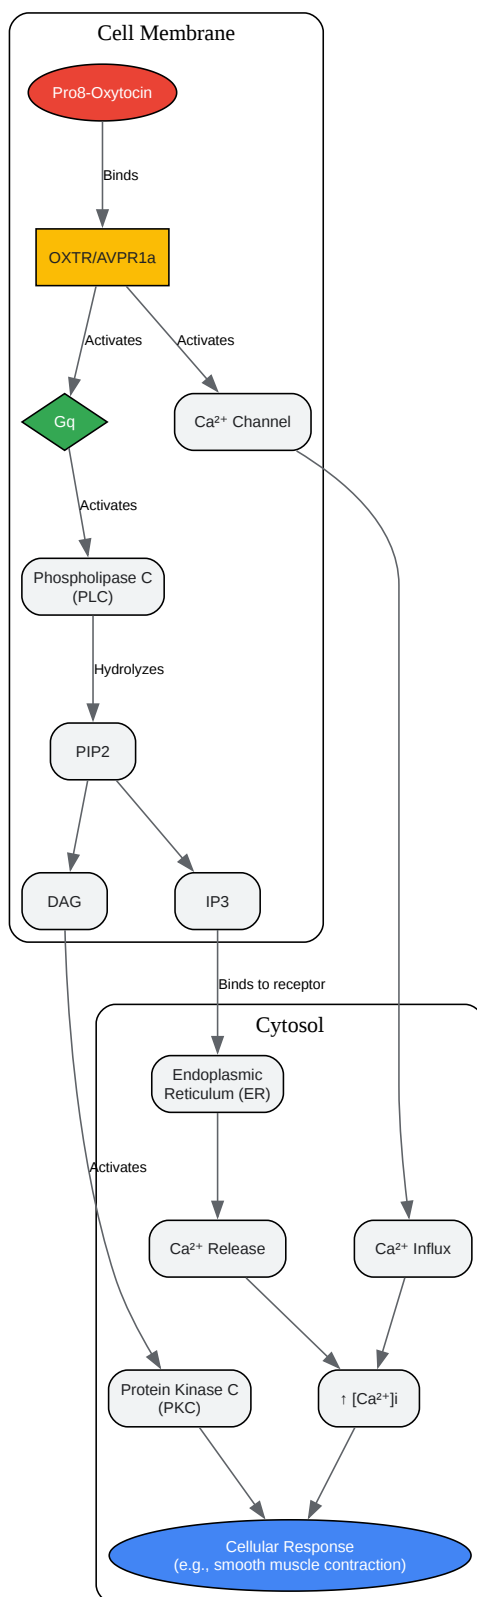 Cell Membrane
Pro8-Oxytocin
Binds
OXTR/AVPR1a
Activates
Activates
Gq
Ca²⁺ Channel
Activates
Phospholipase C
(PLC)
Hydrolyzes
PIP2
DAG
IP3
Binds to receptor
Cytosol
Endoplasmic
Reticulum (ER)
Activates
Ca²⁺ Release
Ca²⁺ Influx
Protein Kinase C
(PKC)
↑ [Ca²⁺]i
Cellular Response
(e.g., smooth muscle contraction)